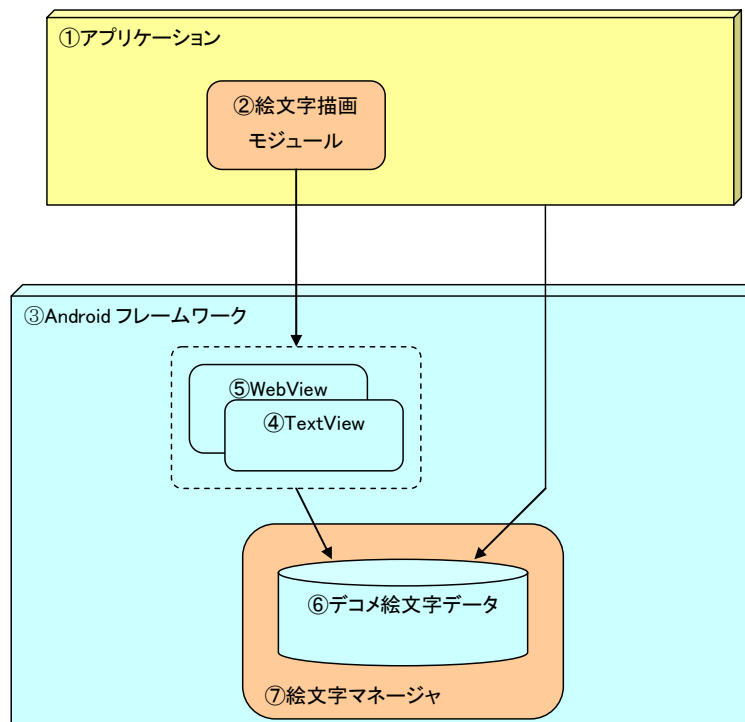 ①アプリケーション
②絵文字描画
モジュール
③Android フレームワーク
⑤WebView
④TextView
⑥デコメ絵文字データ
⑦絵文字マネージャ